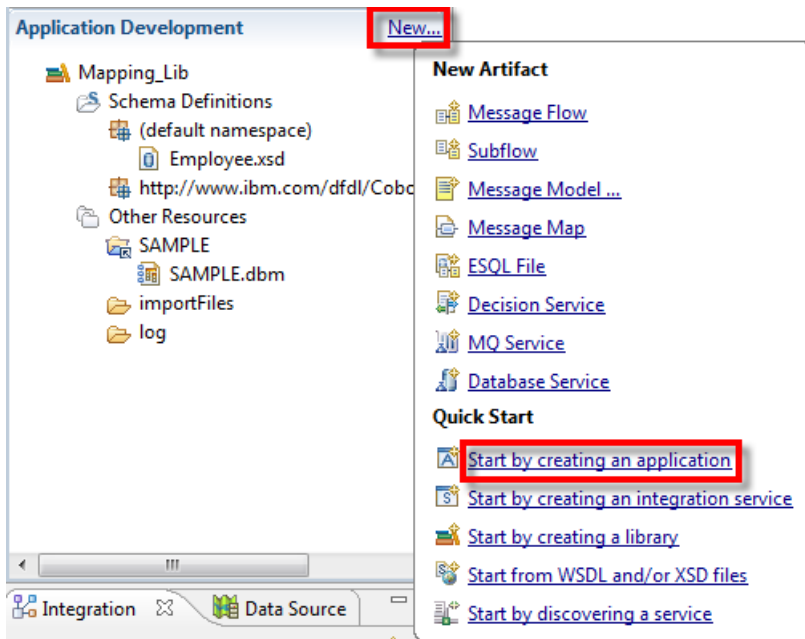 Application Development
New...
Mapping_Lib
Schema Definitions
(default namespace)
Employee.xsd
http://www.ibm.com/dfdl/Cobo
Other Resources
SAMPLE
SAMPLE.dbm
importFiles
log
New Artifact
Message Flow
Subflow
Message Model ...
Message Map
ESQL File
Decision Service
MQ Service
Database Service
Quick Start
Start by creating an application
Start by creating an integration service
Start by creating a library
Start from WSDL and/or XSD files
Start by discovering a service
Integration
Data Source